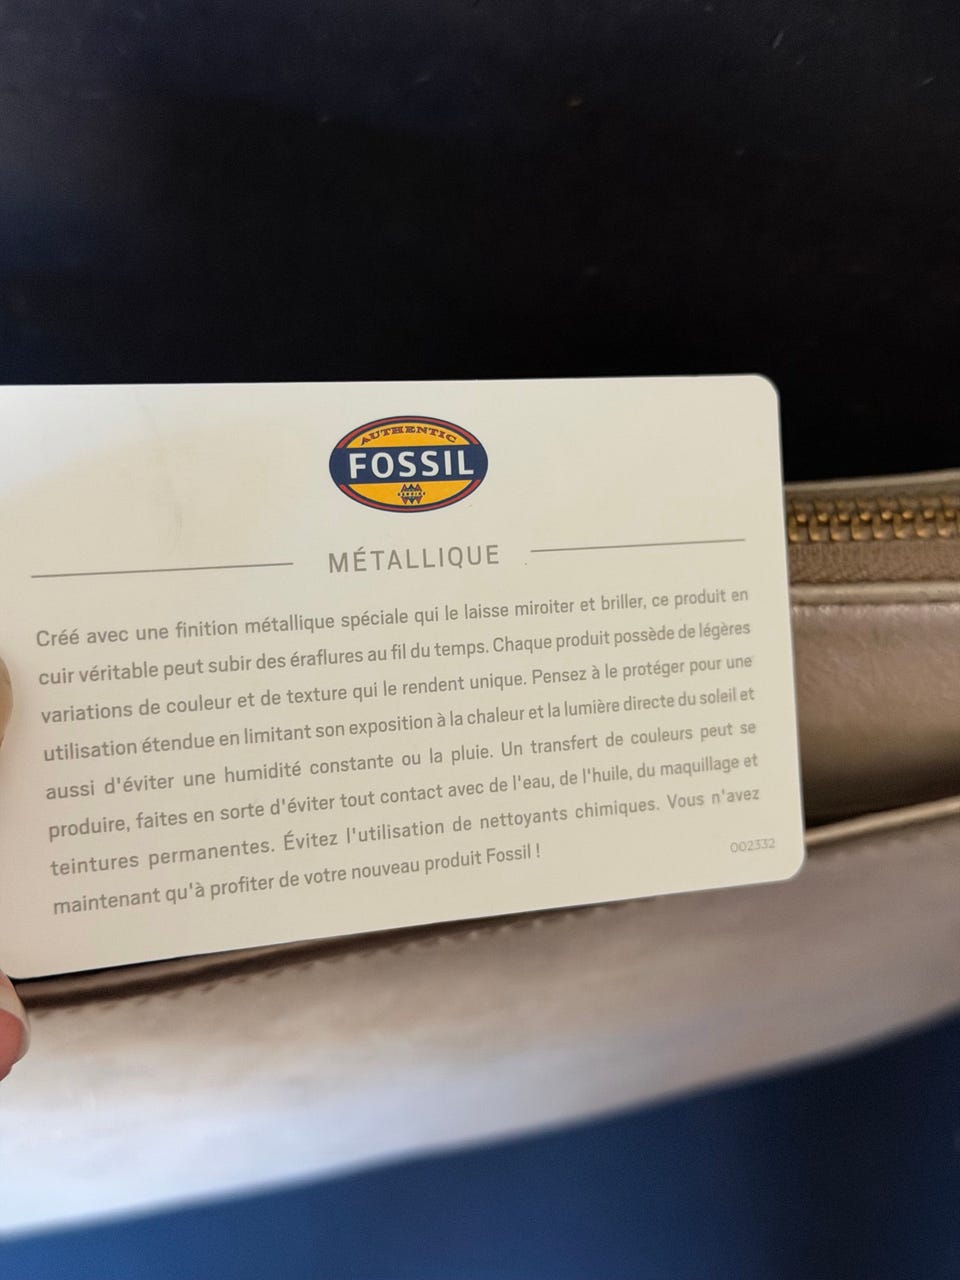 AUTHENTIC
FOSSIL
MÉTALLIQUE
Créé avec une finition métallique spéciale qui le laisse miroiter et briller, ce produit en
cuir véritable peut subir des éraflures au fil du temps. Chaque produit possède de légères
variations de couleur et de texture qui le rendent unique. Pensez à le protéger pour une
utilisation étendue en limitant son exposition à la chaleur et la lumière directe du soleil et
aussi d'éviter une humidité constante ou la pluie. Un transfert de couleurs peut se
produire, faites en sorte d'éviter tout contact avec de l'eau, de l'huile, du maquillage et
teintures permanentes. Évitez l'utilisation de nettoyants chimiques. Vous n'avez
maintenant qu'à profiter de votre nouveau produit Fossil !
002332